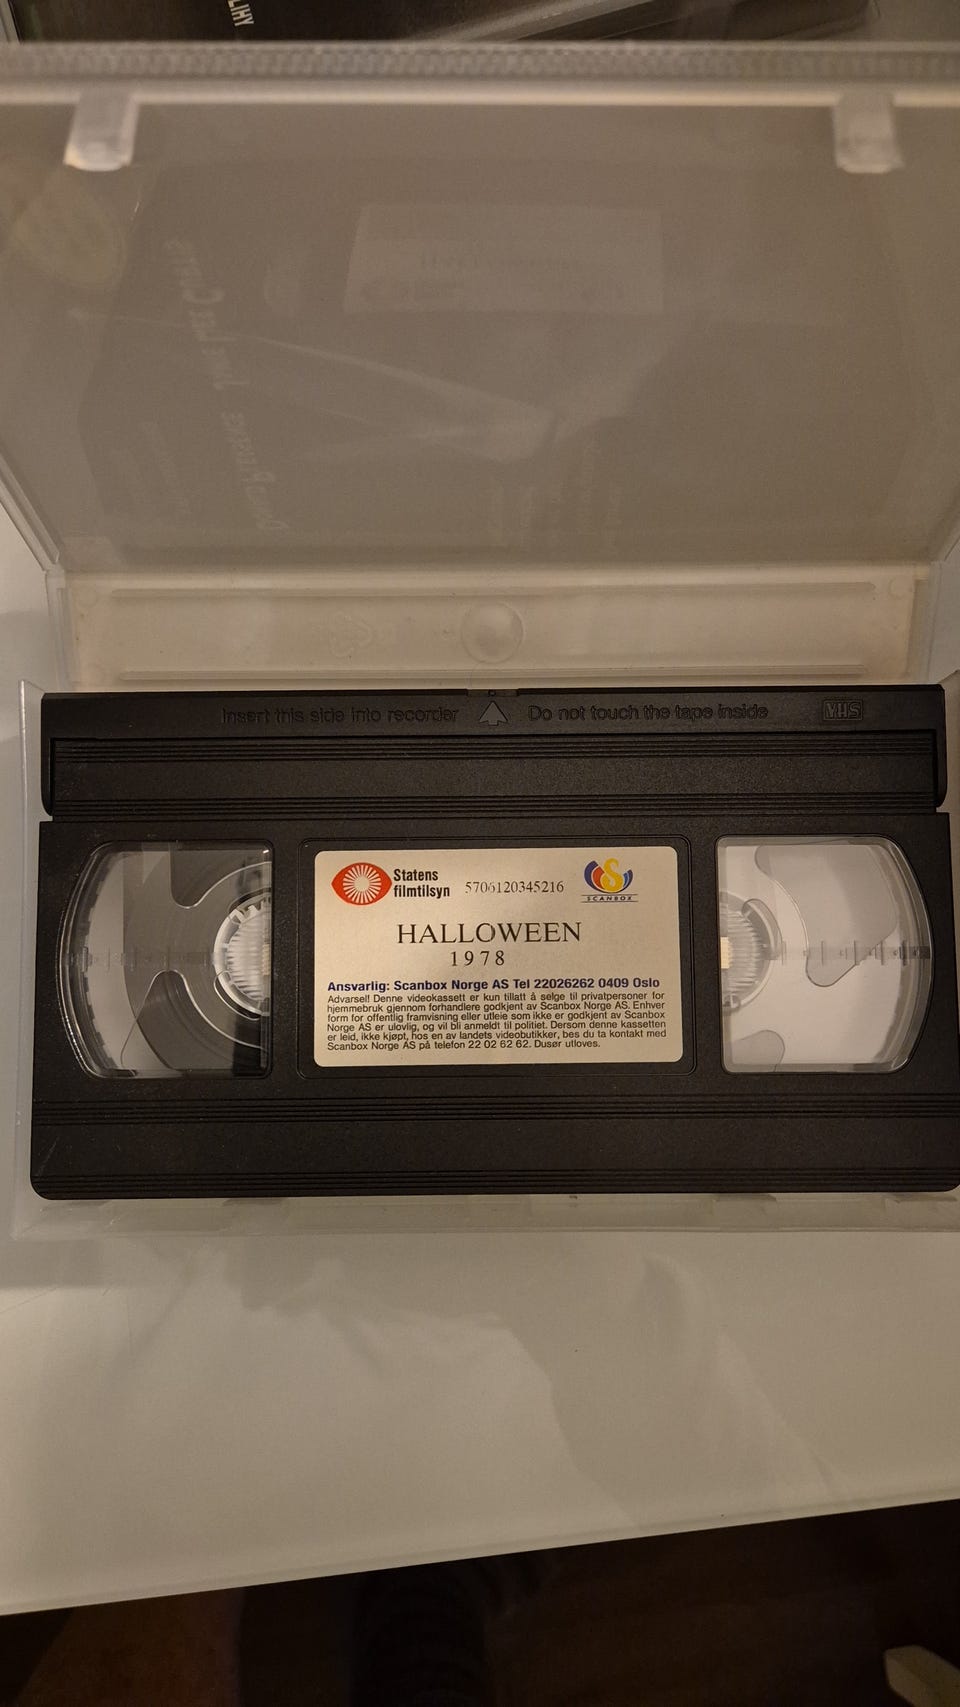 Insert this side into recorder Do not touch the tape inside VHS
Statens
filmtilsyn
5706120345216
SCANBOX
HALLOWEEN
1978
Ansvarlig: Scanbox Norge AS Tel 22026262 0409 Oslo
Advarsel! Denne videokassett er kun tillatt å selge til privatpersoner for
hjemmebruk gjennom forhandlere godkjent av Scanbox Norge AS. Enhver
form for offentlig framvisning eller utleie som ikke er godkjent av Scanbox
Norge AS er ulovlig, og vil bli anmeldt til politiet. Dersom denne kassetten
er leid, ikke kjøpt, hos en av landets videobutikker, bes du ta kontakt med
Scanbox Norge AS på telefon 22 02 62 62. Dusør utloves.